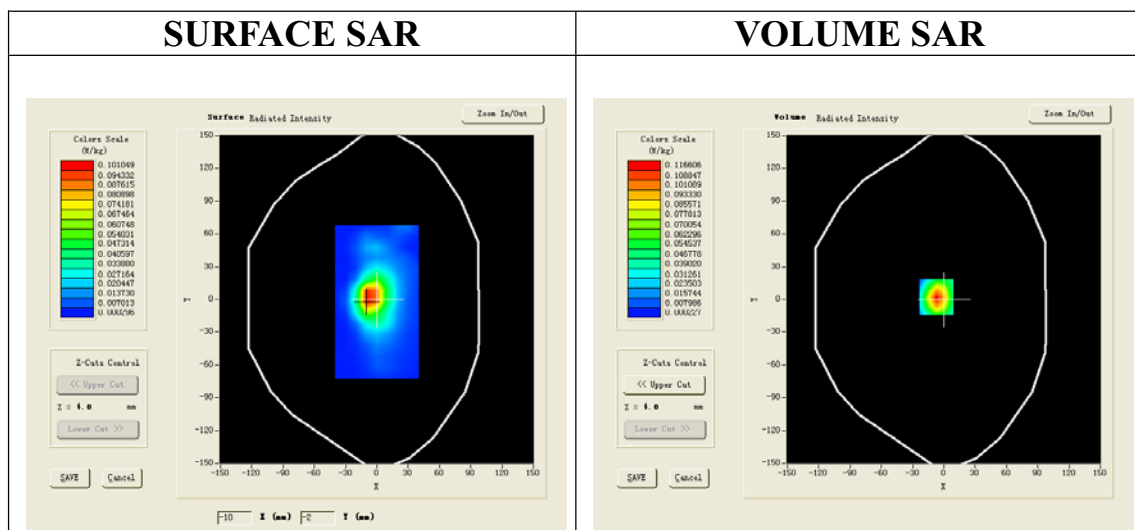 SURFACE SAR
VOLUME SAR
Surface Radiated Intensity
Zoom In/Out
Colors Scale
(W/kg)
0.101049
0.094332
0.087615
0.080898
0.074181
0.067464
0.060748
0.054031
0.047314
0.040597
0.033880
0.027164
0.020447
0.013730
0.007013
0.000296
150
120
90
60
30
0
-30
-60
-90
-120
-150
Y
-150 -120 -90 -60 -30 0 30 60 90 120 150
X
Z-Cuts Control
<< Upper Cut
Z = 4.0 mm
Lower Cut >>
SAVE
Cancel
-10 X (mm) -2 Y (mm)
Volume Radiated Intensity
Zoom In/Out
Colors Scale
(W/kg)
0.116606
0.108847
0.101089
0.093330
0.085571
0.077813
0.070054
0.062296
0.054537
0.046778
0.039020
0.031261
0.023503
0.015744
0.007986
0.000227
150
120
90
60
30
0
-30
-60
-90
-120
-150
Y
-150 -120 -90 -60 -30 0 30 60 90 120 150
X
Z-Cuts Control
<< Upper Cut
Z = 4.0 mm
Lower Cut >>
SAVE
Cancel